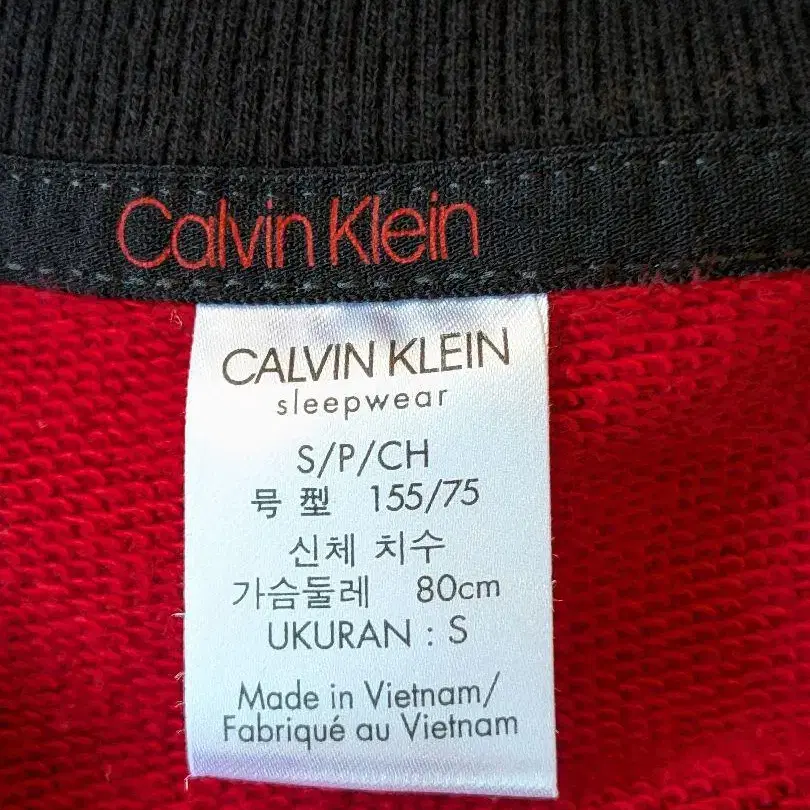 Calvin Klein
CALVIN KLEIN
sleepwear
S/P/CH
号型 155/75
신체 치수
가슴둘레 80cm
UKURAN : S
Made in Vietnam/
Fabriqué au Vietnam